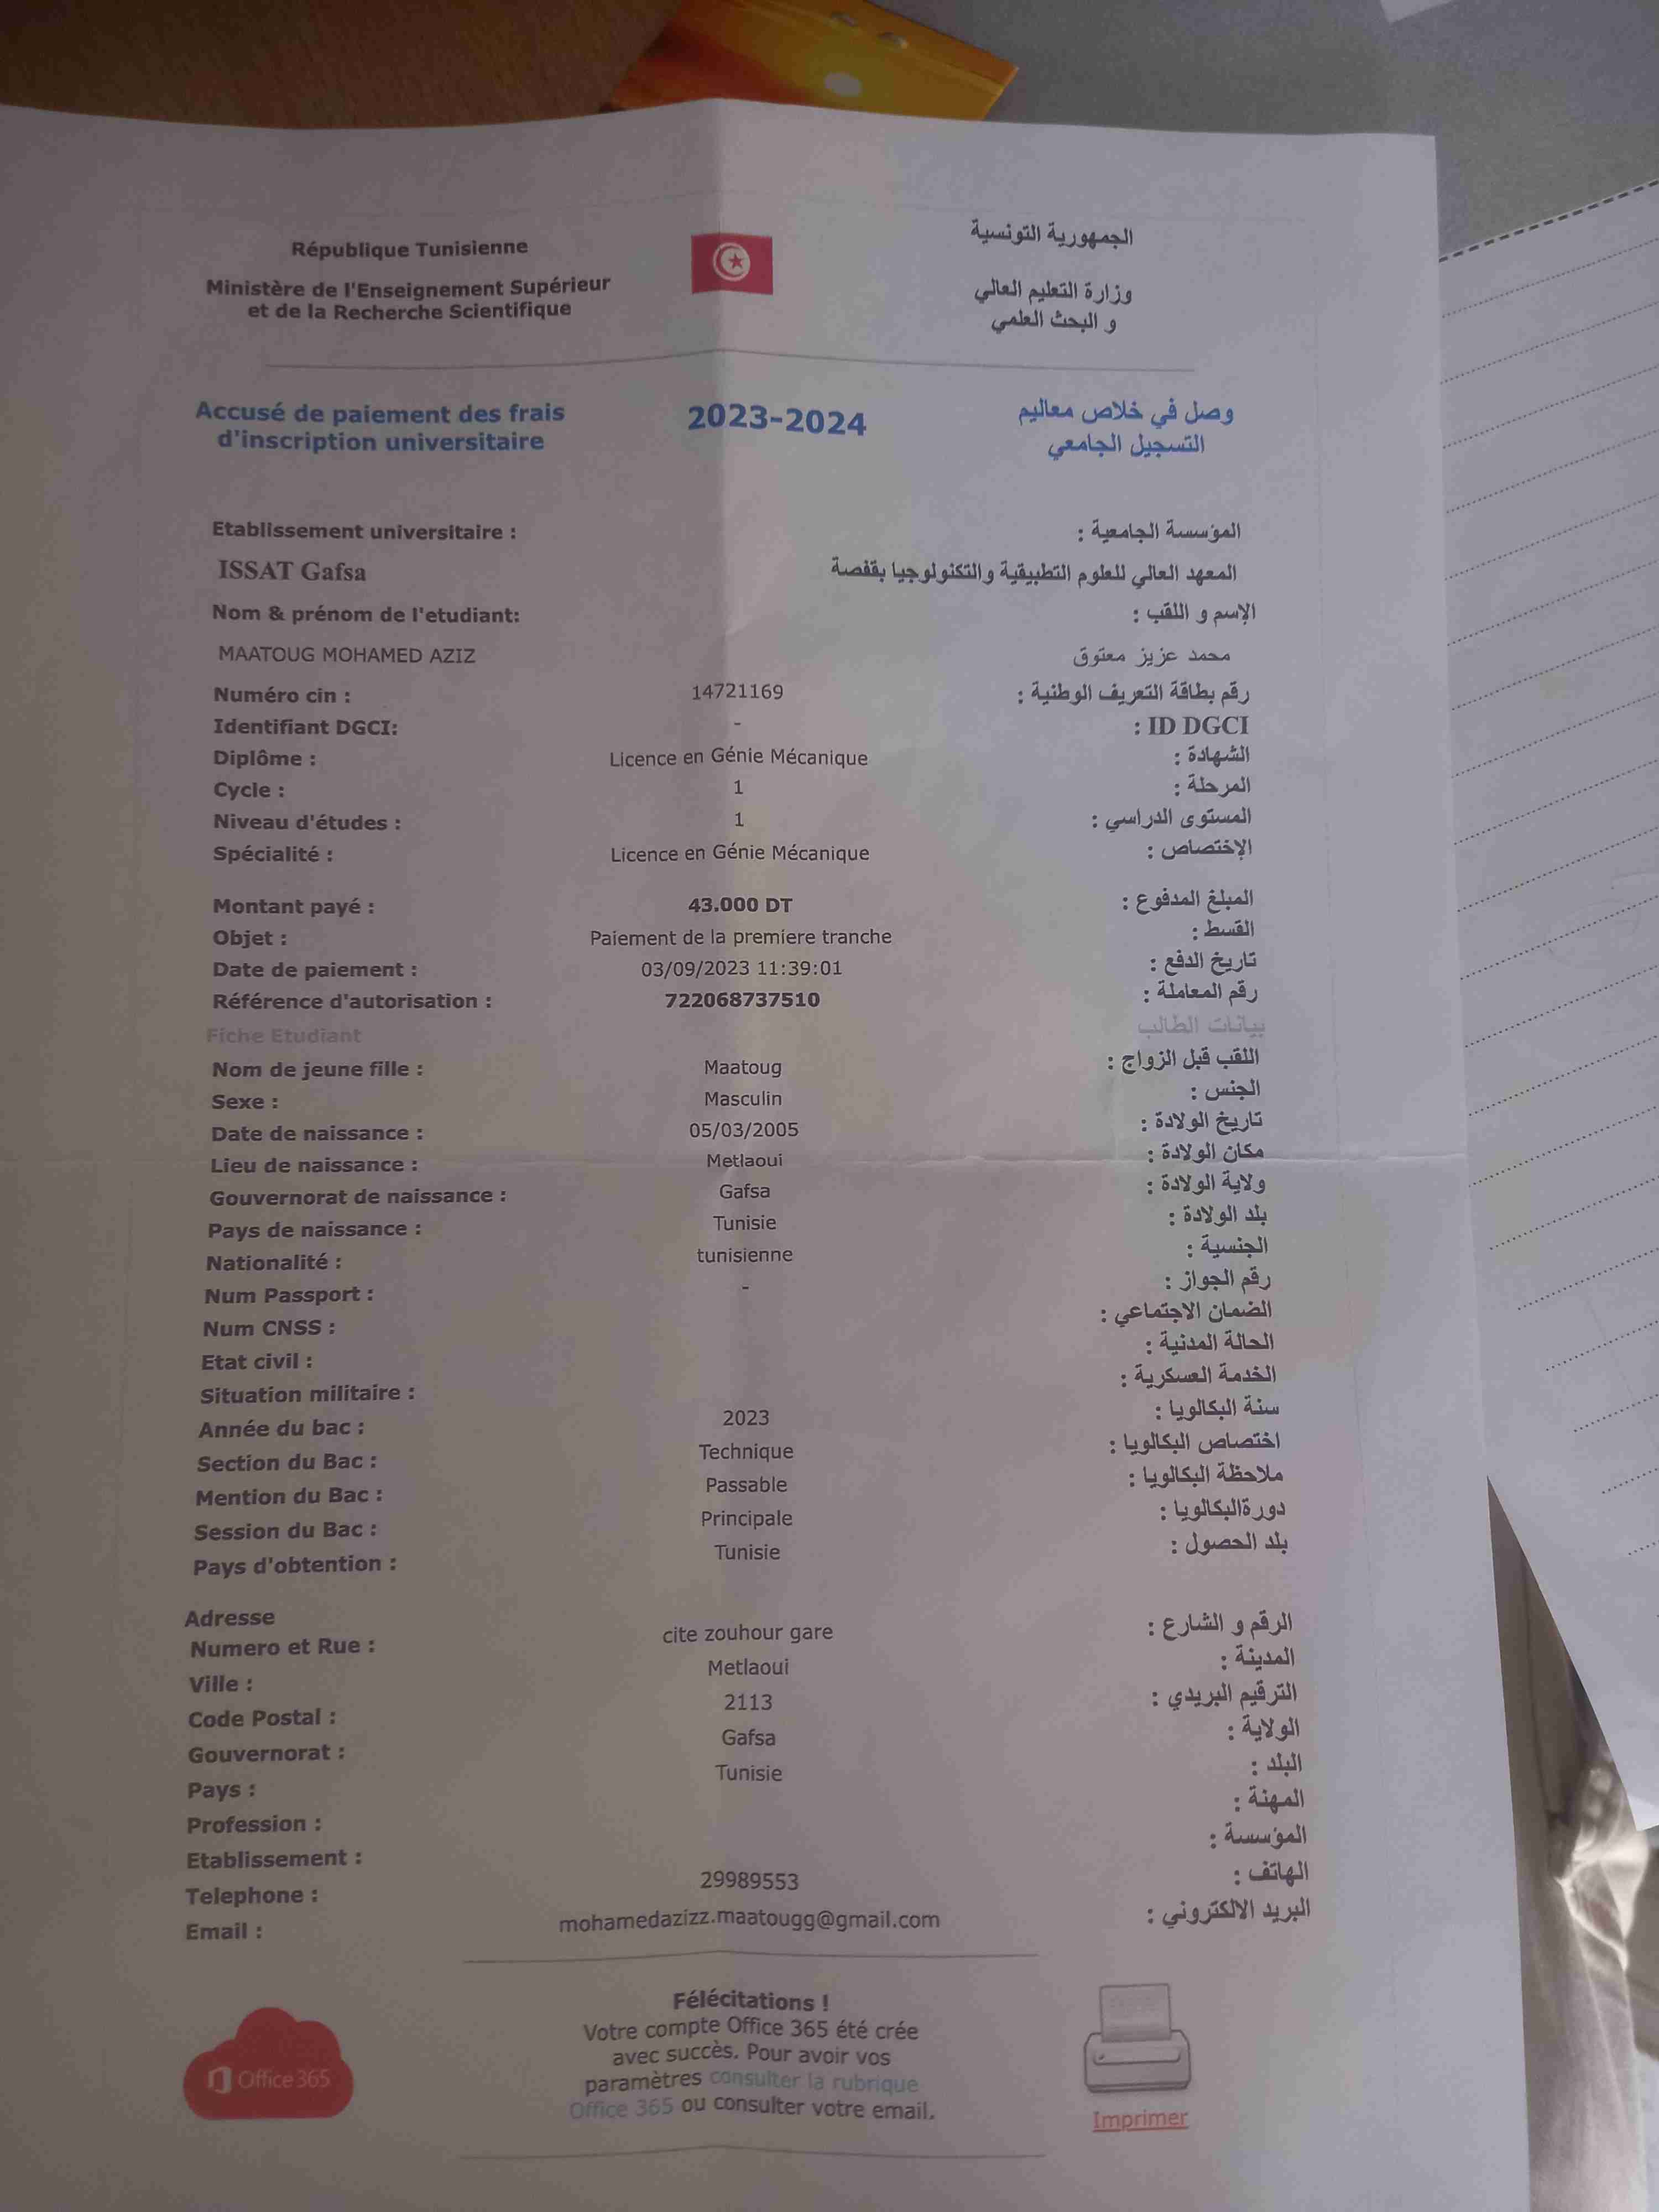 République Tunisienne
الجمهورية التونسية
Ministère de l'Enseignement Supérieur
et de la Recherche Scientifique
وزارة التعليم العالي
و البحث العلمي
Accusé de paiement des frais
d'inscription universitaire
2023-2024
وصل في خلاص معاليم
التسجيل الجامعي
Etablissement universitaire : المؤسسة الجامعية :
ISSAT Gafsa المعهد العالي للعلوم التطبيقية والتكنولوجيا بقفصة
Nom & prénom de l'etudiant: الإسم و اللقب :
MAATOUG MOHAMED AZIZ محمد عزيز معتوق
Numéro cin : 14721169 رقم بطاقة التعريف الوطنية :
Identifiant DGCI: - ID DGCI :
Diplôme : Licence en Génie Mécanique الشهادة :
Cycle : 1 المرحلة :
Niveau d'études : 1 المستوى الدراسي :
Spécialité : Licence en Génie Mécanique الإختصاص :
Montant payé : 43.000 DT المبلغ المدفوع :
Objet : Paiement de la premiere tranche القسط :
Date de paiement : 03/09/2023 11:39:01 تاريخ الدفع :
Référence d'autorisation : 722068737510 رقم المعاملة :
Fiche Etudiant بيانات الطالب
Nom de jeune fille : Maatoug اللقب قبل الزواج :
Sexe : Masculin الجنس :
Date de naissance : 05/03/2005 تاريخ الولادة :
Lieu de naissance : Metlaoui مكان الولادة :
Gouvernorat de naissance : Gafsa ولاية الولادة :
Pays de naissance : Tunisie بلد الولادة :
Nationalité : tunisienne الجنسية :
Num Passport : - رقم الجواز :
Num CNSS : الضمان الاجتماعي :
Etat civil : الحالة المدنية :
Situation militaire : الخدمة العسكرية :
Année du bac : 2023 سنة البكالويا :
Section du Bac : Technique اختصاص البكالويا :
Mention du Bac : Passable ملاحظة البكالويا :
Session du Bac : Principale دورةالبكالويا :
Pays d'obtention : Tunisie بلد الحصول :
Adresse
Numero et Rue : cite zouhour gare الرقم و الشارع :
Ville : Metlaoui المدينة :
Code Postal : 2113 الترقيم البريدي :
Gouvernorat : Gafsa الولاية :
Pays : Tunisie البلد :
Profession : المهنة :
Etablissement : المؤسسة :
Telephone : 29989553 الهاتف :
Email : mohamedazizz.maatougg@gmail.com البريد الالكتروني :
Félécitations !
Votre compte Office 365 été crée
avec succès. Pour avoir vos
paramètres consulter la rubrique
Office 365 ou consulter votre email.
Office 365
Imprimer